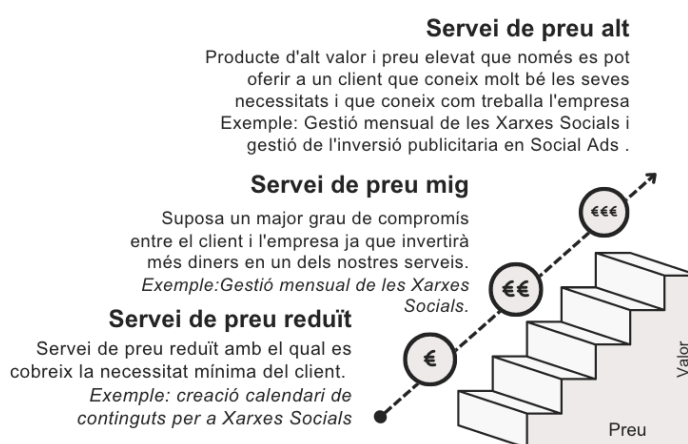 Servei de preu alt
Producte d'alt valor i preu elevat que només es pot
oferir a un client que coneix molt bé les seves
necessitats i que coneix com treballa l'empresa
Exemple: Gestió mensual de les Xarxes Socials i
gestió de l'inversió publicitaria en Social Ads .
Servei de preu mig
Suposa un major grau de compromís
entre el client i l'empresa ja que invertirà
més diners en un dels nostres serveis.
Exemple:Gestió mensual de les Xarxes
Socials.
Servei de preu reduït
Servei de preu reduït amb el qual es
cobreix la necessitat mínima del client.
Exemple: creació calendari de
continguts per a Xarxes Socials
€€€
€€
€
Valor
Preu